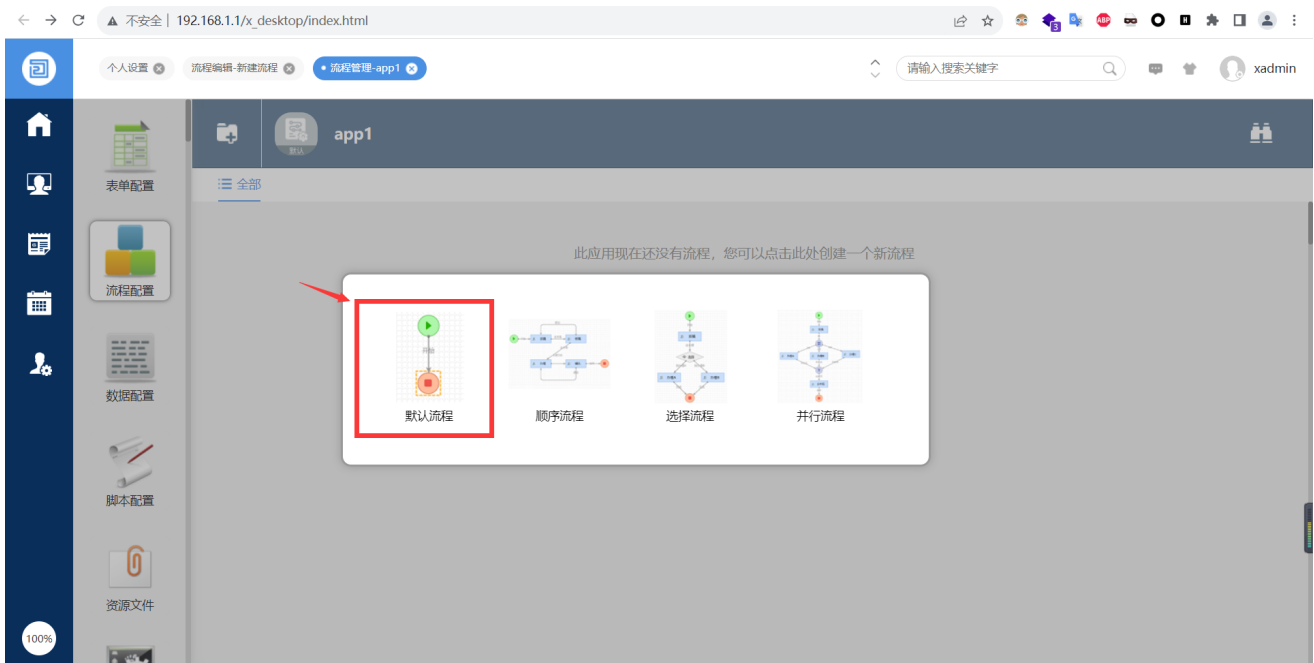 不安全 | 192.168.1.1/x_desktop/index.html
个人设置
流程编辑-新建流程
流程管理-app1
请输入搜索关键字
xadmin
3
ABP
默认
app1
全部
表单配置
流程配置
数据配置
脚本配置
资源文件
此应用现在还没有流程，您可以点击此处创建一个新流程
开始
默认流程
顺序流程
选择流程
并行流程
100%